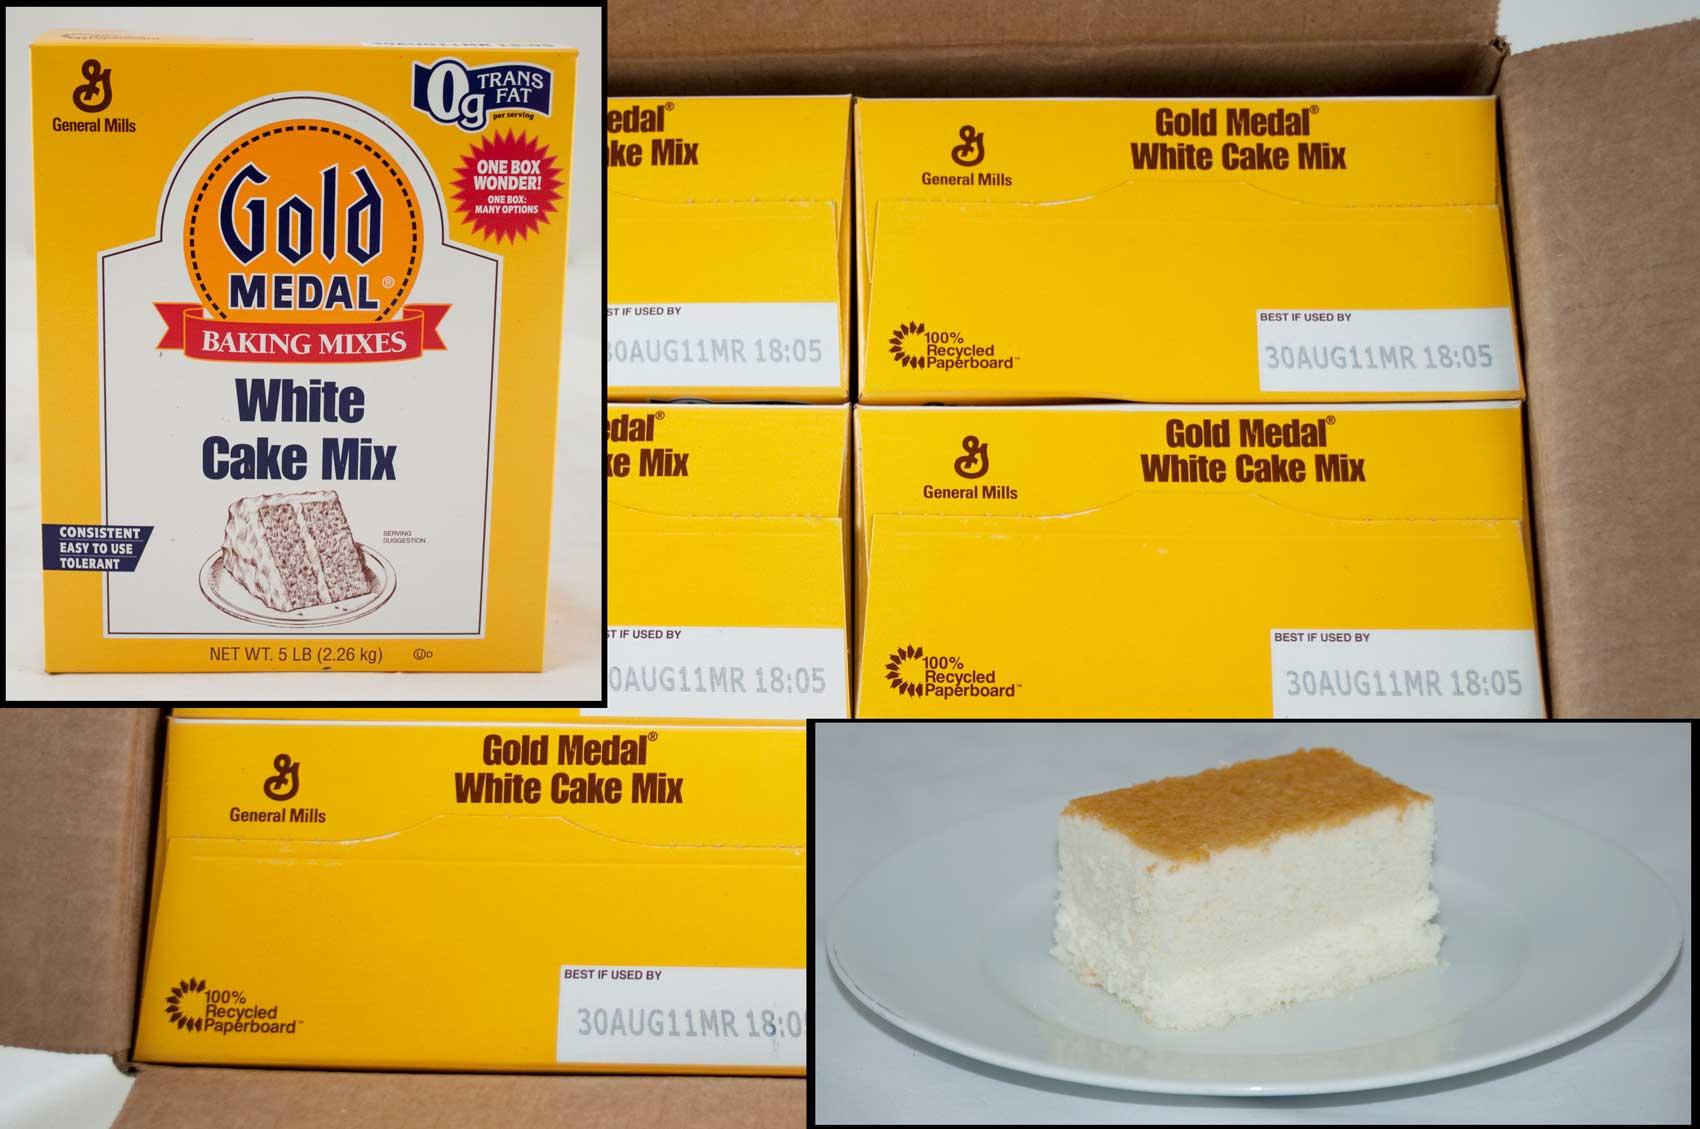 General Mills
0g TRANS
FAT
per serving
ONE BOX
WONDER!
ONE BOX:
MANY OPTIONS
Gold
MEDAL®
BAKING MIXES
White
Cake Mix
CONSISTENT
EASY TO USE
TOLERANT
SERVING
SUGGESTION
NET WT. 5 LB (2.26 kg) UD
edal®
ke Mix
ST IF USED BY
30AUG11MR 18:05
General Mills
Gold Medal®
White Cake Mix
100%
Recycled
Paperboard™
BEST IF USED BY
30AUG11MR 18:05
edal®
ke Mix
ST IF USED BY
0AUG11MR 18:05
General Mills
Gold Medal®
White Cake Mix
100%
Recycled
Paperboard™
BEST IF USED BY
30AUG11MR 18:05
General Mills
Gold Medal®
White Cake Mix
100%
Recycled
Paperboard™
BEST IF USED BY
30AUG11MR 18:0